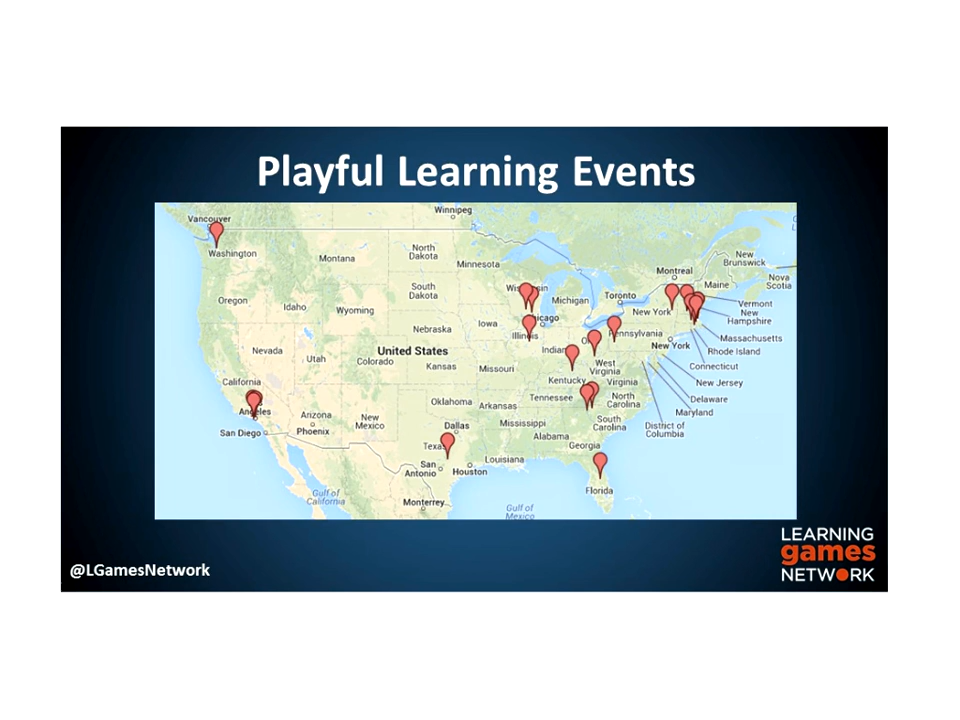 Playful Learning Events
Winnipeg
Vancouver
Washington
Montana
North
Dakota
Minnesota
Montreal
New
Brunswick
Maine
Nova
Scotia
Oregon
Idaho
Wyoming
South
Dakota
Michigan
Toronto
New York
Vermont
New
Hampshire
Nebraska
Iowa
Pennsylvania
Massachusetts
Nevada
Utah
Colorado
United States
Kansas
Missouri
New York
Rhode Island
Connecticut
West
Virginia
Kentucky
Virginia
New Jersey
California
Delaware
Maryland
Oklahoma
Arkansas
Tennessee
North
Carolina
District of
Columbia
San Diego
Arizona
Phoenix
New
Mexico
Dallas
Mississippi
Alabama
South
Carolina
Georgia
Louisiana
San
Antonio
Houston
Gulf of
California
Monterrey
Gulf of
Mexico
Florida
@LGamesNetwork
LEARNING
games
NETWORK